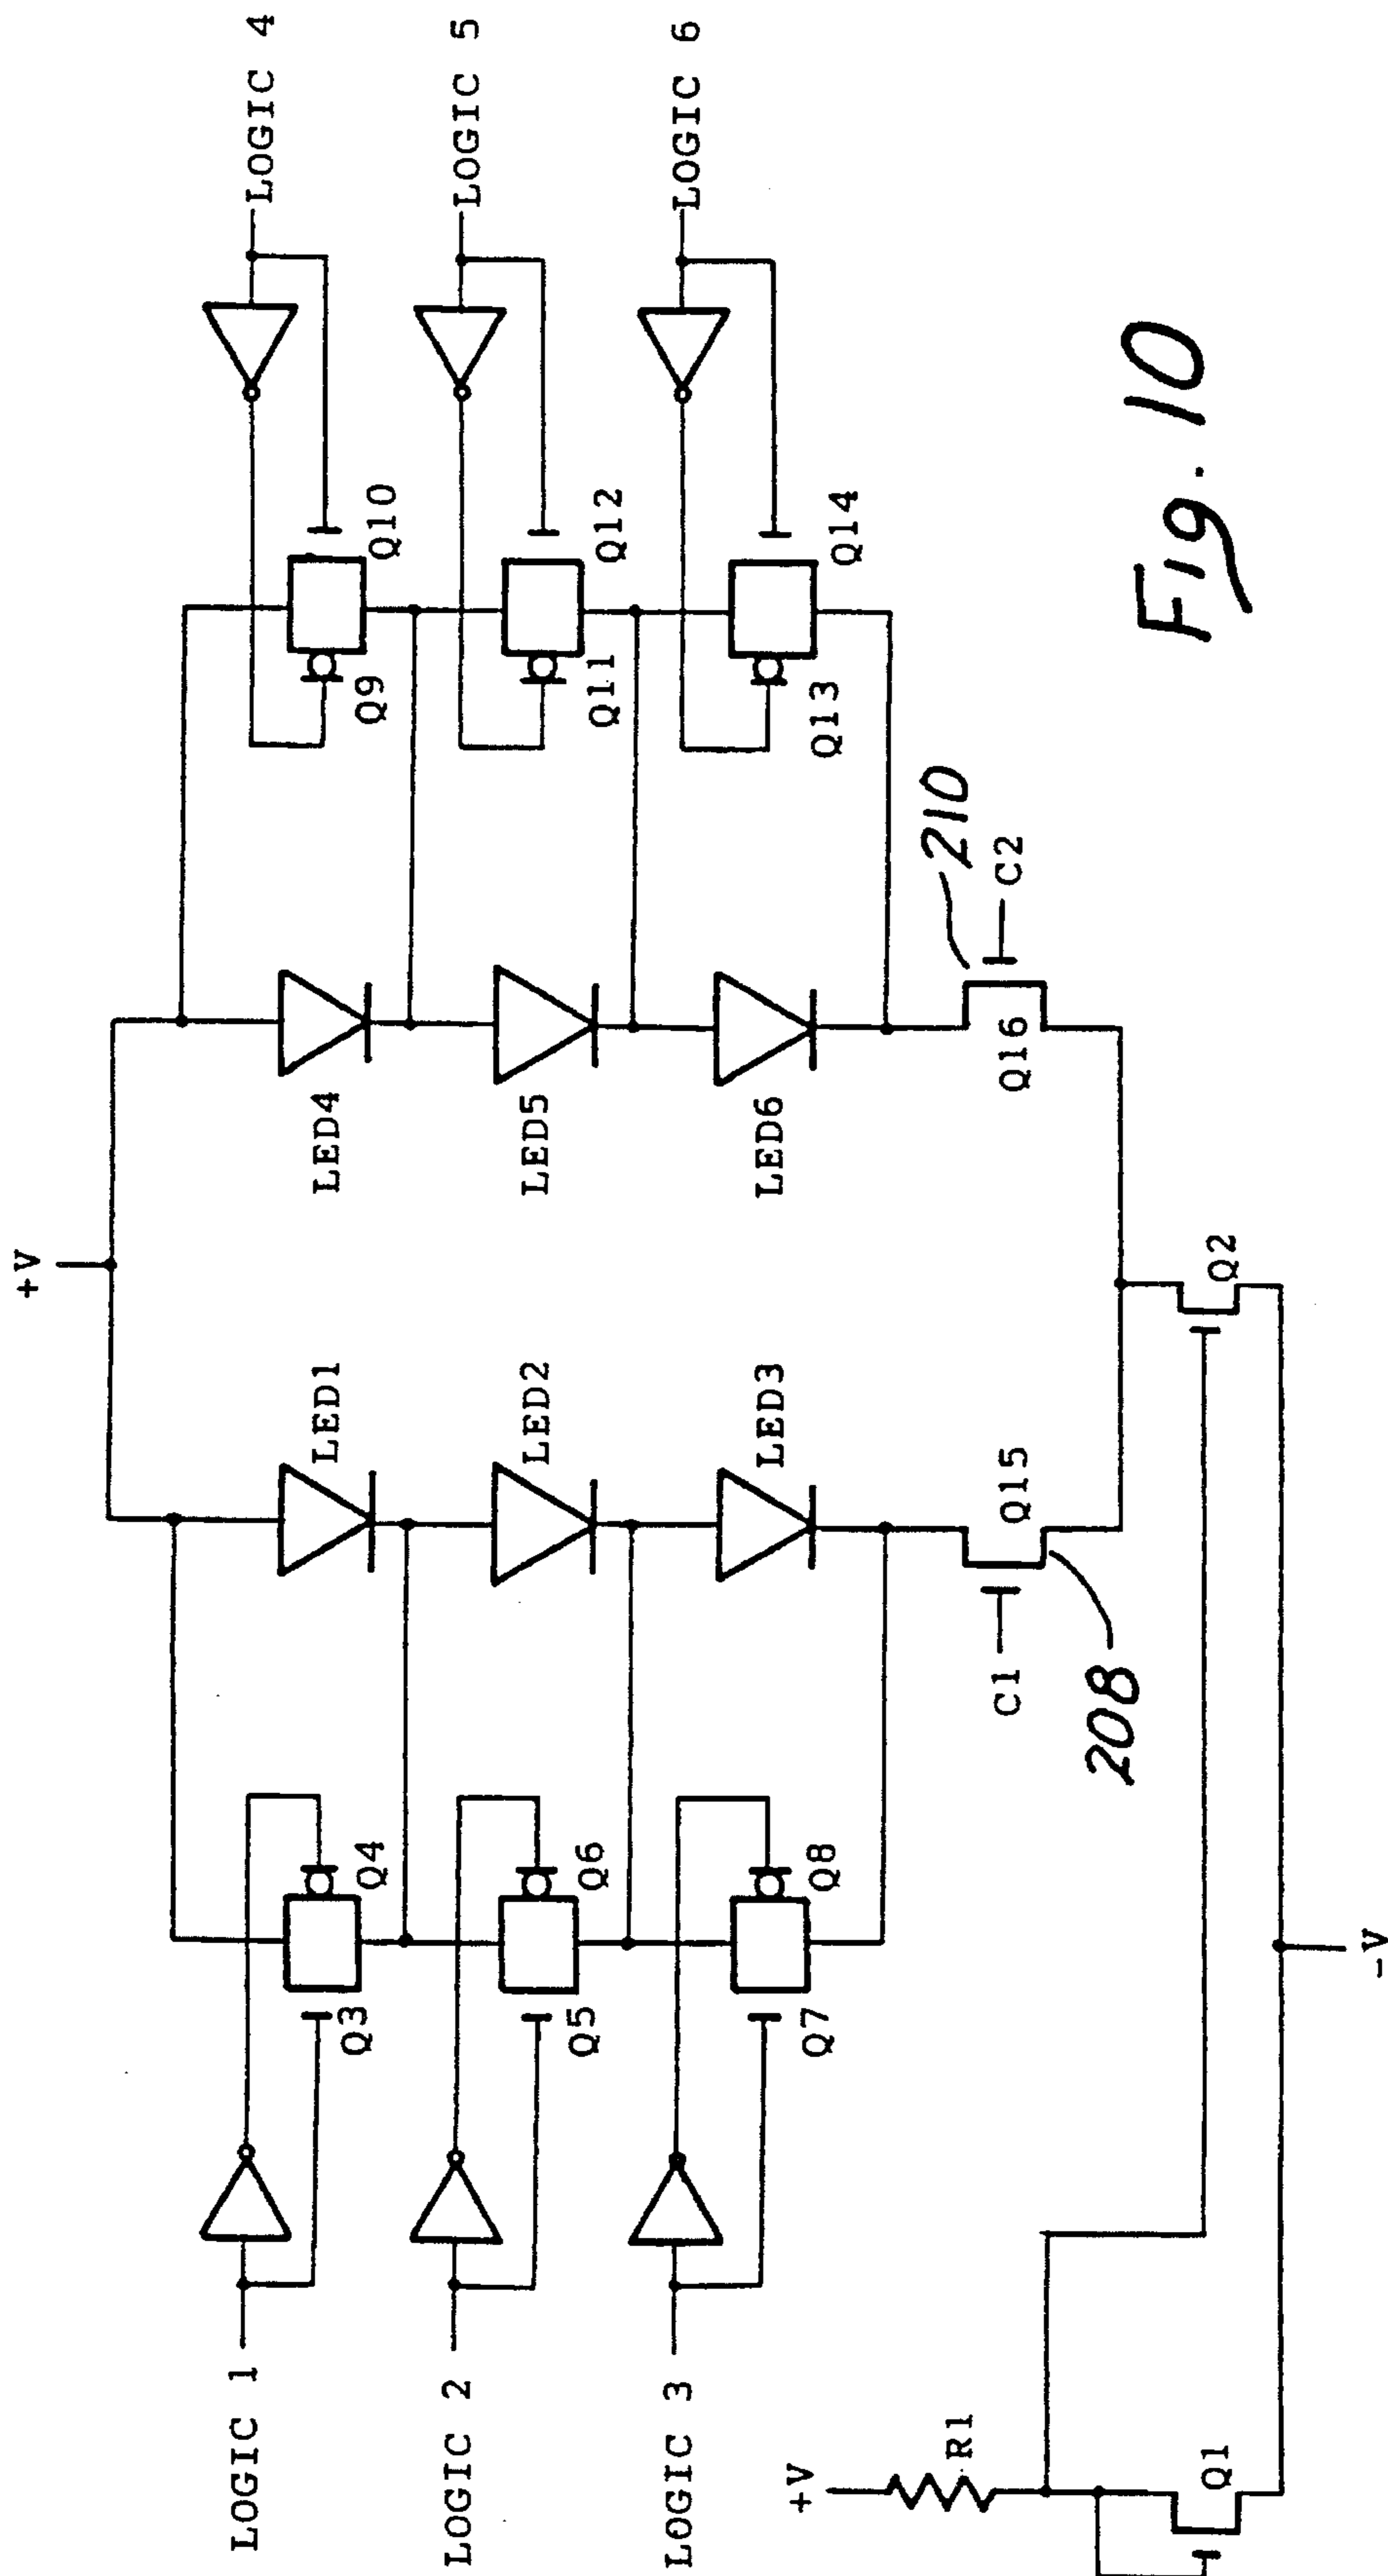 +V
LOGIC 1
LOGIC 4
Q3
Q4
LED1
LED4
Q9
Q10
LOGIC 2
LOGIC 5
Q5
Q6
LED2
LED5
Q11
Q12
LOGIC 3
LOGIC 6
Q7
Q8
LED3
LED6
Q13
Q14
+V
R1
C1
Q15
208
Q16
210
C2
Q1
Q2
-V
Fig. 10